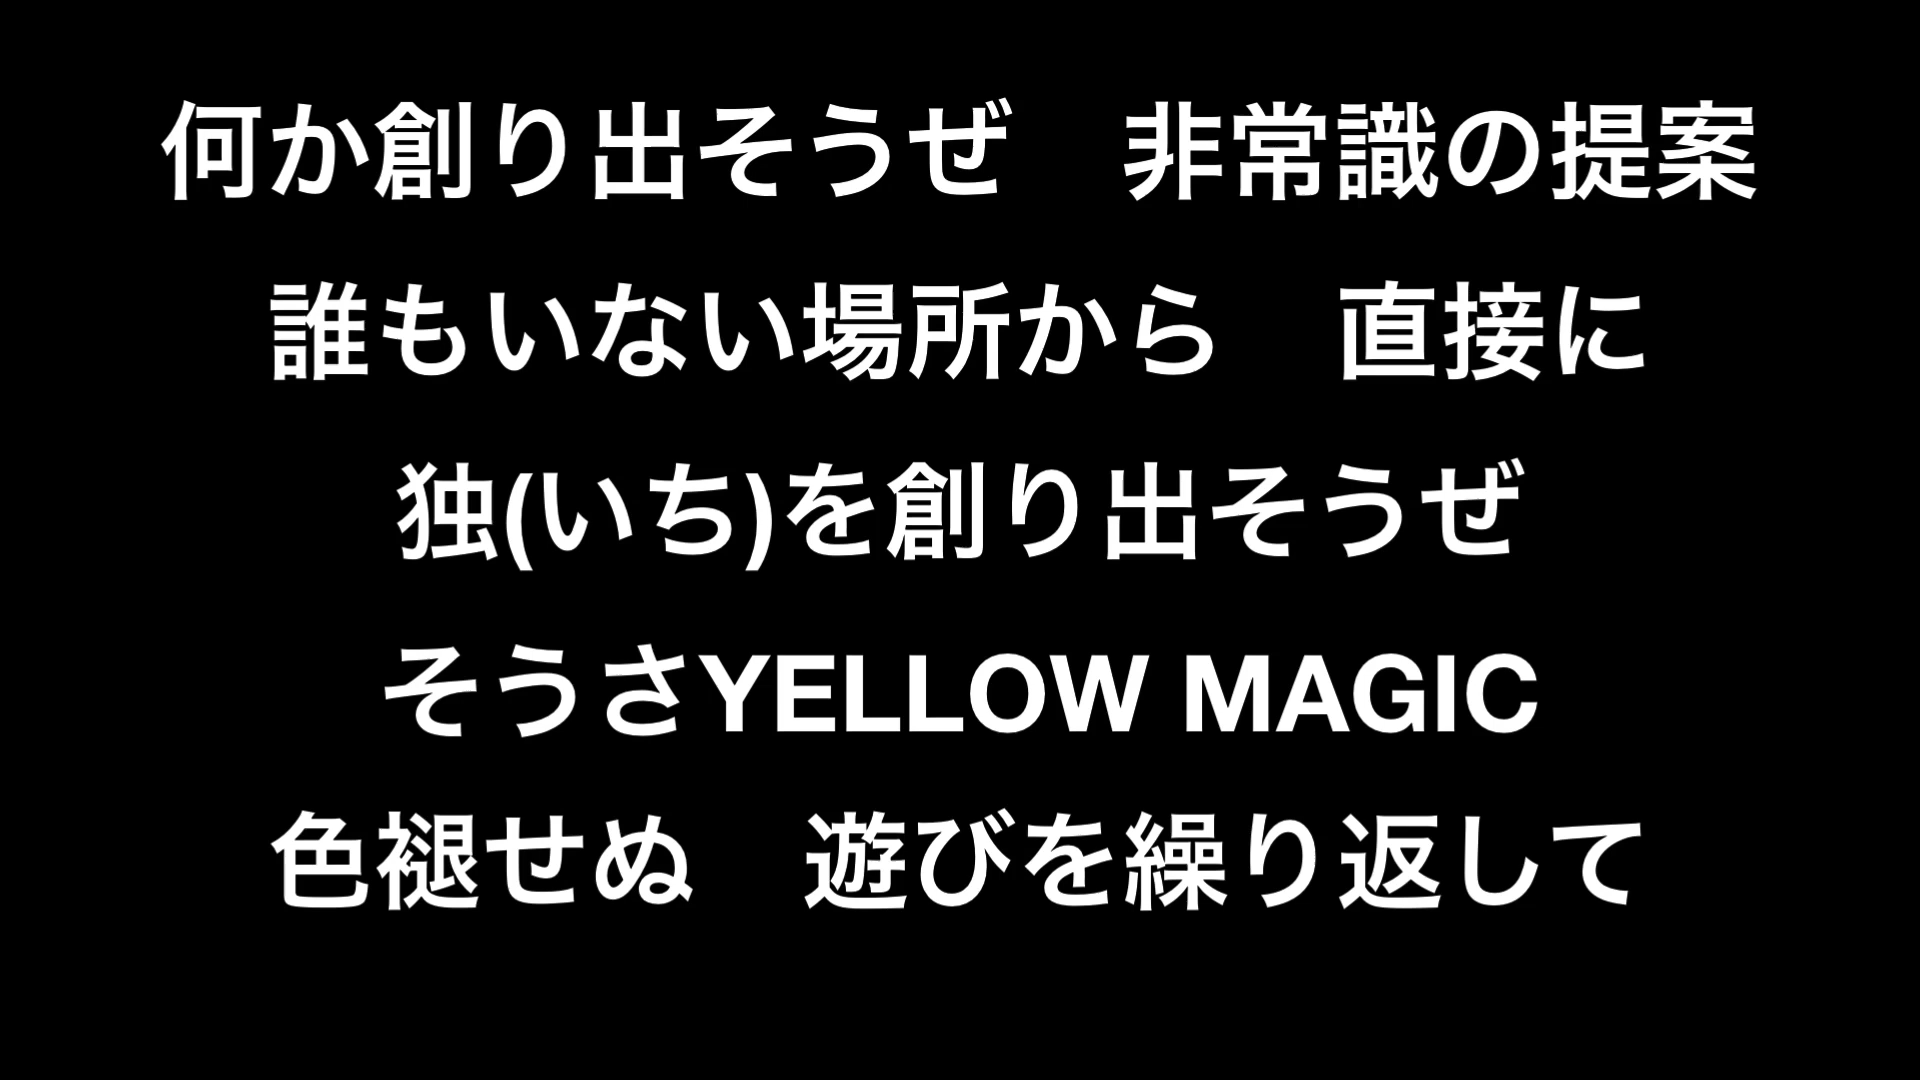 何か創り出そうぜ　非常識の提案
誰もいない場所から　直接に
独(いち)を創り出そうぜ
そうさYELLOW MAGIC
色褪せぬ　遊びを繰り返して